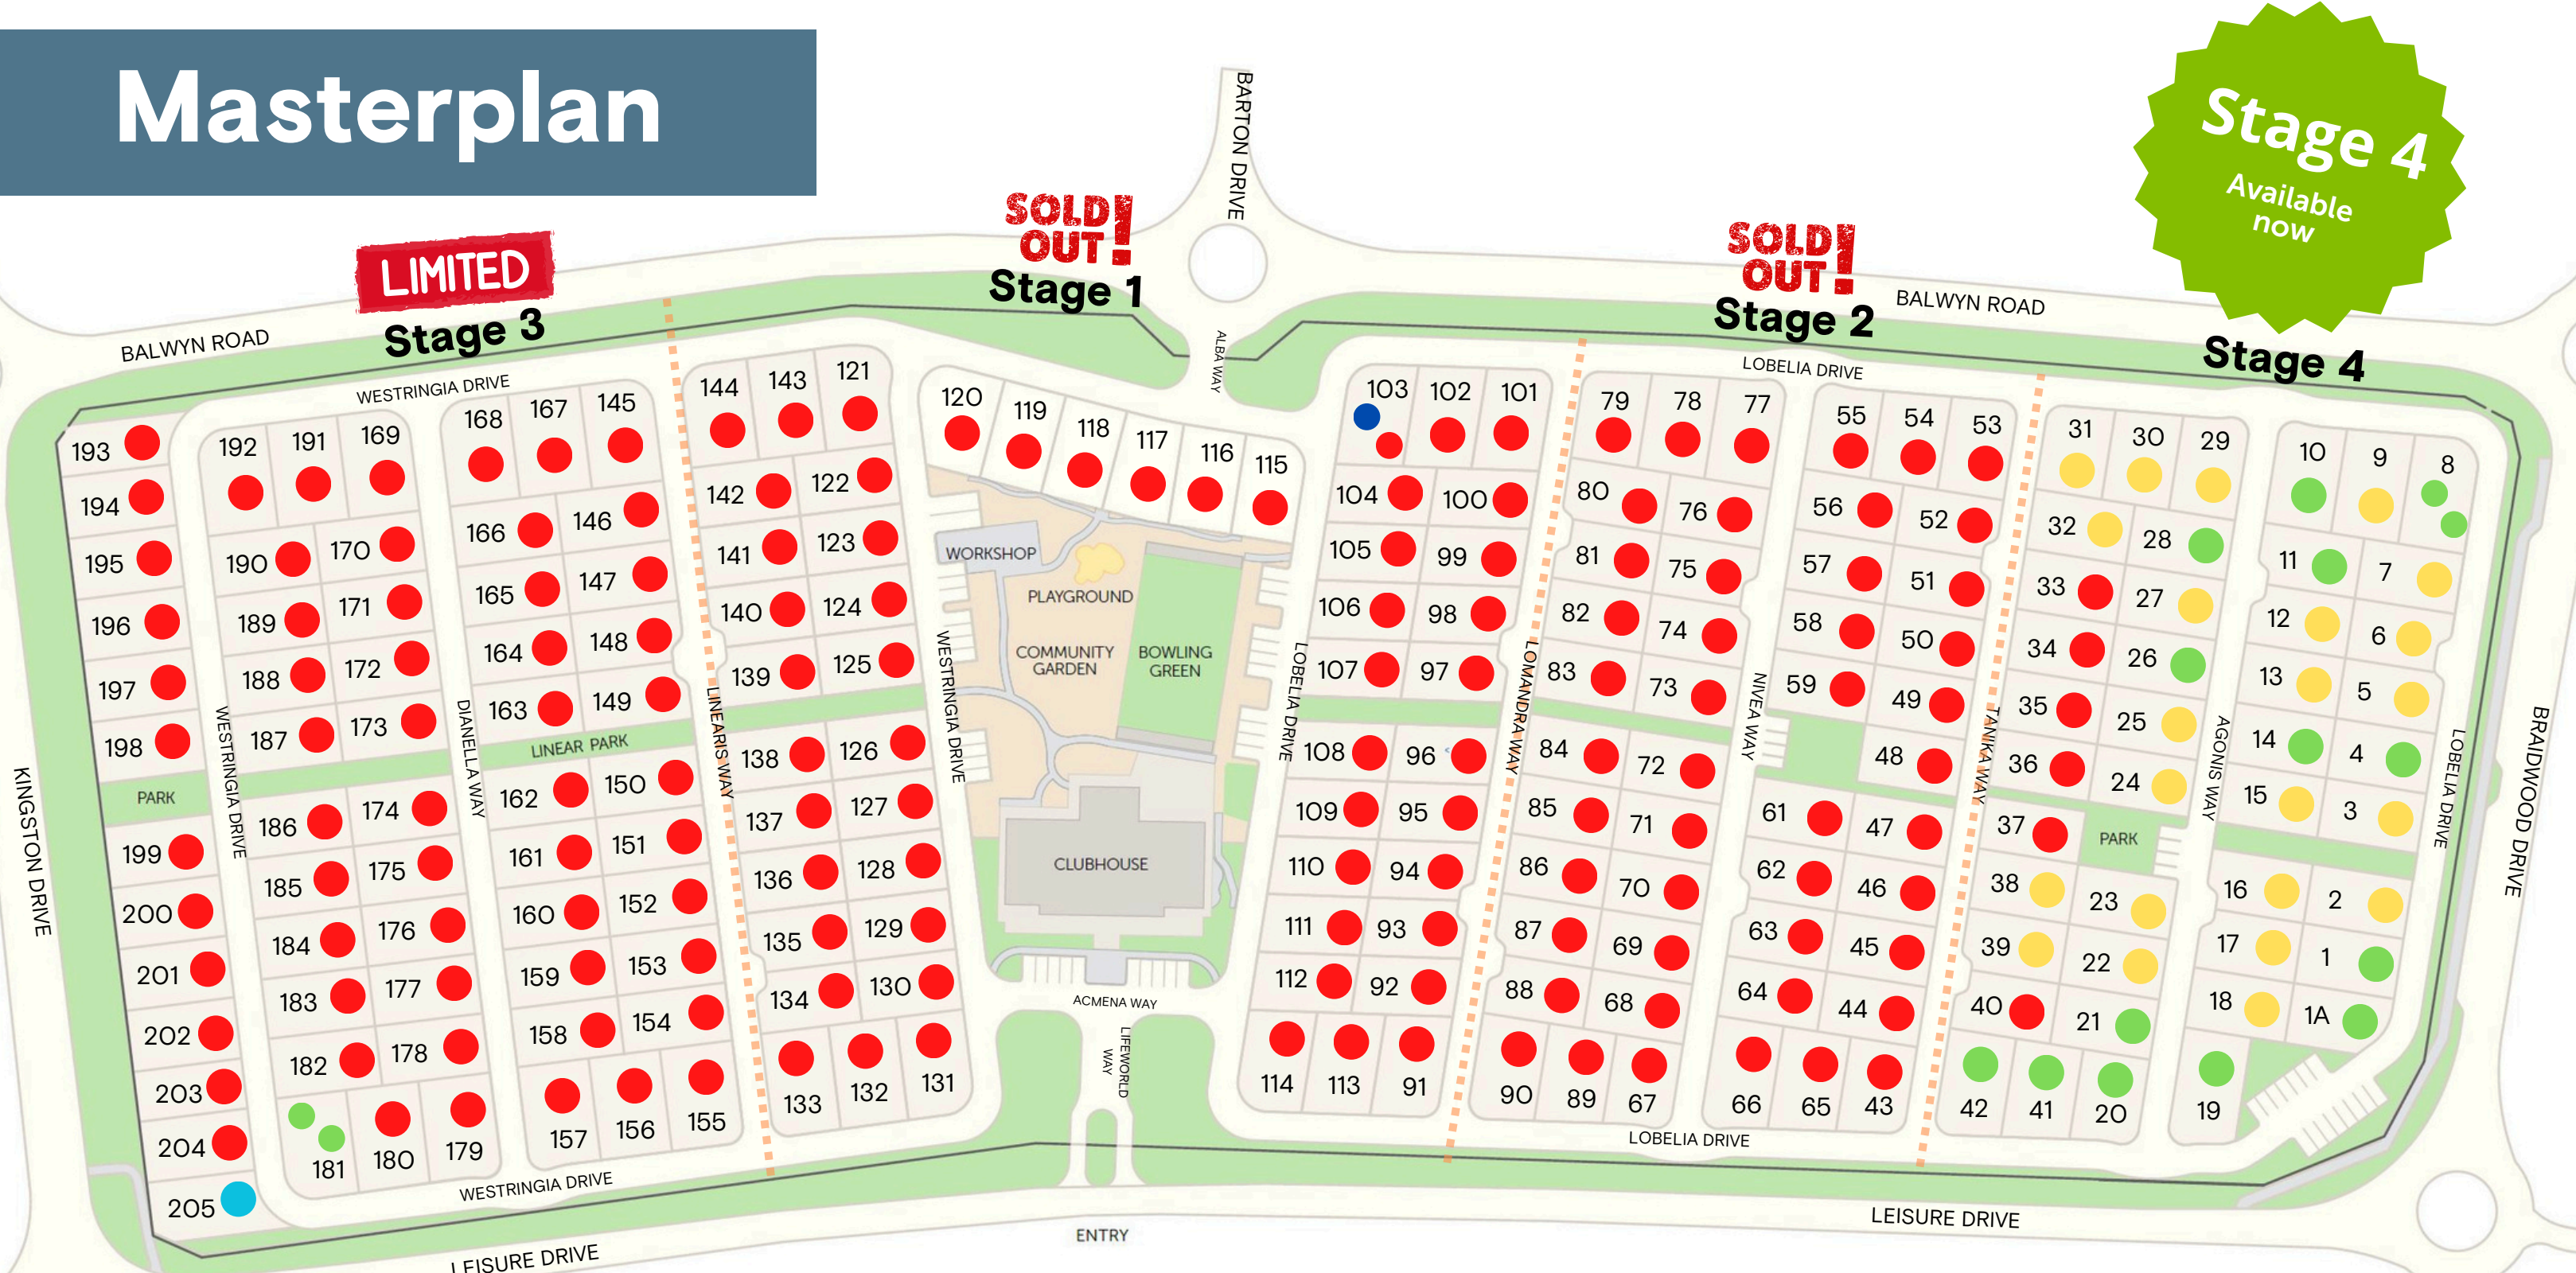 Masterplan
Stage 4
Available
now
BARTON DRIVE
SOLD
OUT!
Stage 1
SOLD
OUT!
Stage 2
LIMITED
Stage 3
Stage 4
BALWYN ROAD
BALWYN ROAD
ALBA WAY
WESTRINGIA DRIVE
LOBELIA DRIVE
193
194
195
196
197
198
PARK
199
200
201
202
203
204
205
KINGSTON DRIVE
WESTRINGIA DRIVE
192 191 169
190 170
189 171
188 172
187 173
186 174
185 175
184 176
183 177
182 178
181 180 179
DIANELLA WAY
168 167 145
166 146
165 147
164 148
163 149
LINEAR PARK
162 150
161 151
160 152
159 153
158 154
157 156 155
WESTRINGIA DRIVE
LINEARIS WAY
144 143 121
142 122
141 123
140 124
139 125
138 126
137 127
136 128
135 129
134 130
133 132 131
WESTRINGIA DRIVE
120 119 118 117 116 115
WORKSHOP
PLAYGROUND
COMMUNITY
GARDEN
BOWLING
GREEN
CLUBHOUSE
ACMENA WAY
LIFEWORLD
WAY
ENTRY
LOBELIA DRIVE
103 102 101
104 100
105 99
106 98
107 97
108 96
109 95
110 94
111 93
112 92
114 113 91
LOMANDRA WAY
79 78 77
80 76
81 75
82 74
83 73
84 72
85 71
86 70
87 69
88 68
90 89 67
NIVEA WAY
55 54 53
56 52
57 51
58 50
59 49
48
61 47
62 46
63 45
64 44
66 65 43
LOBELIA DRIVE
TANIKA WAY
31 30 29
32 28
33 27
34 26
35 25
36 24
37 PARK
38 23
39 22
40 21
42 41 20
AGONIS WAY
10 9 8
11 7
12 6
13 5
14 4
15 3
16 2
17 1
18 1A
19
LOBELIA DRIVE
BRAIDWOOD DRIVE
LEISURE DRIVE
LEISURE DRIVE